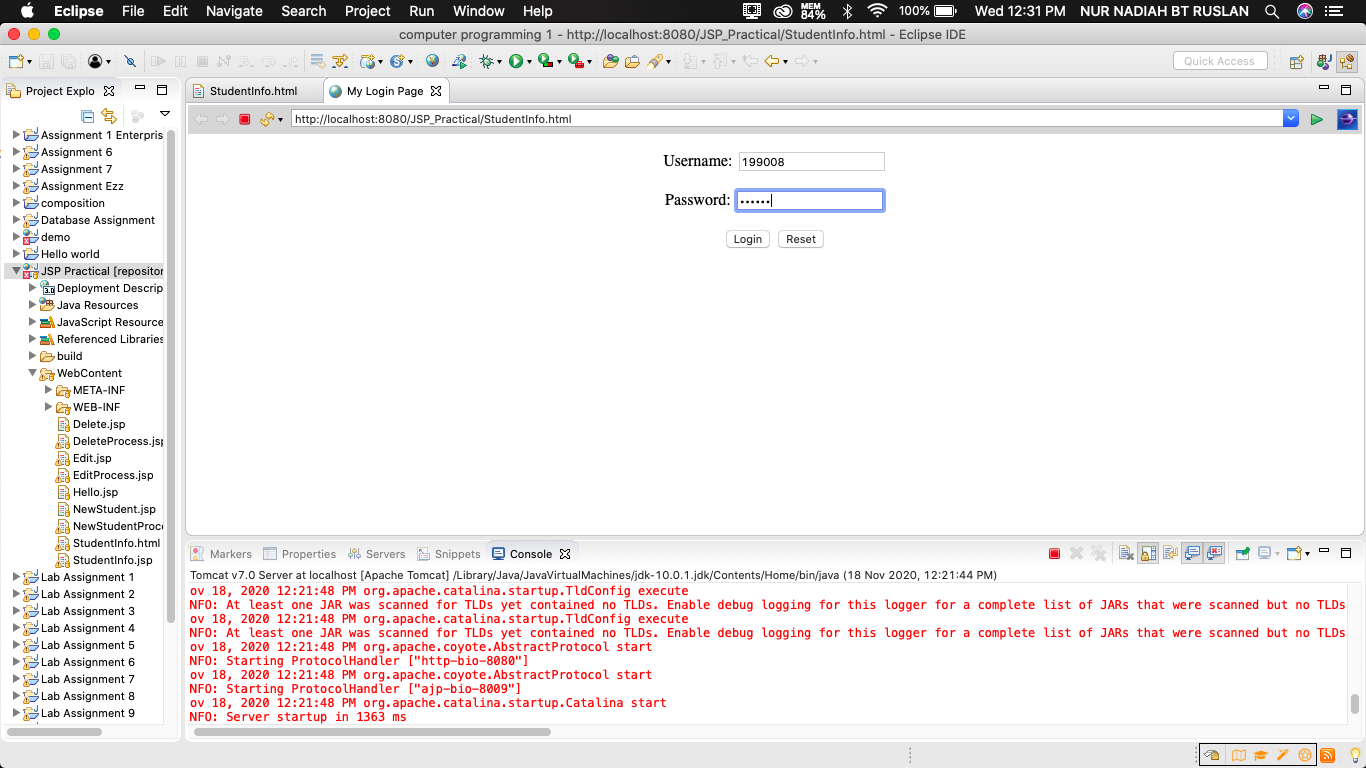 Eclipse File Edit Navigate Search Project Run Window Help MEM 84% 100% Wed 12:31 PM NUR NADIAH BT RUSLAN
computer programming 1 - http://localhost:8080/JSP_Practical/StudentInfo.html - Eclipse IDE
Quick Access
Project Explo
StudentInfo.html My Login Page
http://localhost:8080/JSP_Practical/StudentInfo.html
Assignment 1 Enterpris
Assignment 6
Assignment 7
Assignment Ezz
composition
Database Assignment
demo
Hello world
JSP Practical [repositor
Deployment Descrip
3.0
Java Resources
JavaScript Resource
Referenced Libraries
build
WebContent
META-INF
WEB-INF
Delete.jsp
DeleteProcess.jsp
Edit.jsp
EditProcess.jsp
Hello.jsp
NewStudent.jsp
NewStudentProc
StudentInfo.html
StudentInfo.jsp
Lab Assignment 1
Lab Assignment 2
Lab Assignment 3
Lab Assignment 4
Lab Assignment 5
Lab Assignment 6
Lab Assignment 7
Lab Assignment 8
Lab Assignment 9
Username: 199008
Password: ••••••
Login Reset
Markers Properties Servers Snippets Console
Tomcat v7.0 Server at localhost [Apache Tomcat] /Library/Java/JavaVirtualMachines/jdk-10.0.1.jdk/Contents/Home/bin/java (18 Nov 2020, 12:21:44 PM)
ov 18, 2020 12:21:48 PM org.apache.catalina.startup.TldConfig execute
NFO: At least one JAR was scanned for TLDs yet contained no TLDs. Enable debug logging for this logger for a complete list of JARs that were scanned but no TLDs
ov 18, 2020 12:21:48 PM org.apache.catalina.startup.TldConfig execute
NFO: At least one JAR was scanned for TLDs yet contained no TLDs. Enable debug logging for this logger for a complete list of JARs that were scanned but no TLDs
ov 18, 2020 12:21:48 PM org.apache.coyote.AbstractProtocol start
NFO: Starting ProtocolHandler ["http-bio-8080"]
ov 18, 2020 12:21:48 PM org.apache.coyote.AbstractProtocol start
NFO: Starting ProtocolHandler ["ajp-bio-8009"]
ov 18, 2020 12:21:48 PM org.apache.catalina.startup.Catalina start
NFO: Server startup in 1363 ms